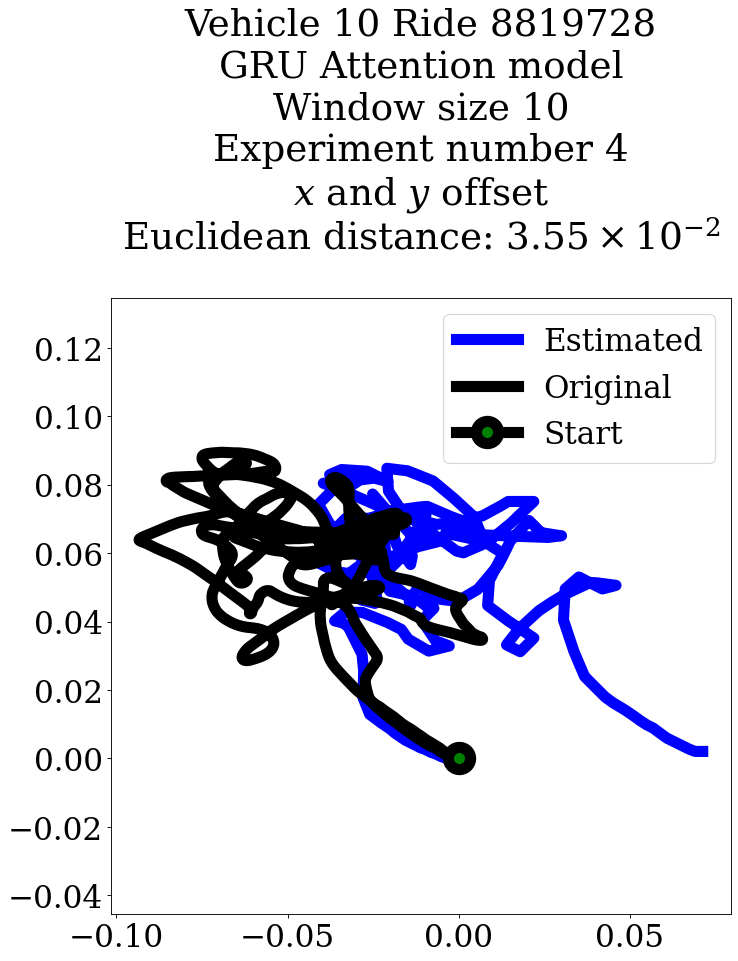 Vehicle 10 Ride 8819728
GRU Attention model
Window size 10
Experiment number 4
x and y offset
Euclidean distance: 3.55 × 10⁻²
Estimated
Original
Start
0.12
0.10
0.08
0.06
0.04
0.02
0.00
−0.02
−0.04
−0.10
−0.05
0.00
0.05